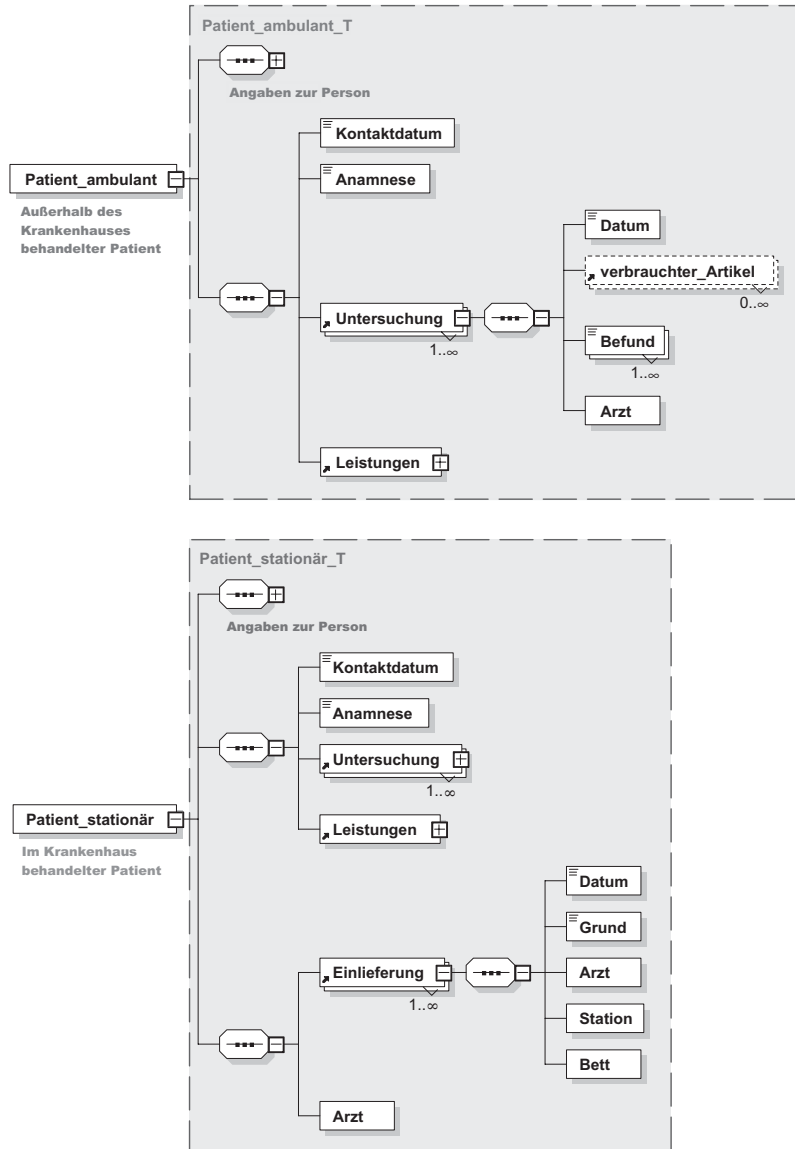 Patient_ambulant_T
Angaben zur Person
Kontaktdatum
Anamnese
Patient_ambulant
Außerhalb des
Krankenhauses
behandelter Patient
Datum
verbrauchter_Artikel
0..∞
Untersuchung
1..∞
Befund
1..∞
Arzt
Leistungen
Patient_stationär_T
Angaben zur Person
Kontaktdatum
Anamnese
Untersuchung
1..∞
Leistungen
Patient_stationär
Im Krankenhaus
behandelter Patient
Datum
Grund
Einlieferung
1..∞
Arzt
Station
Bett
Arzt